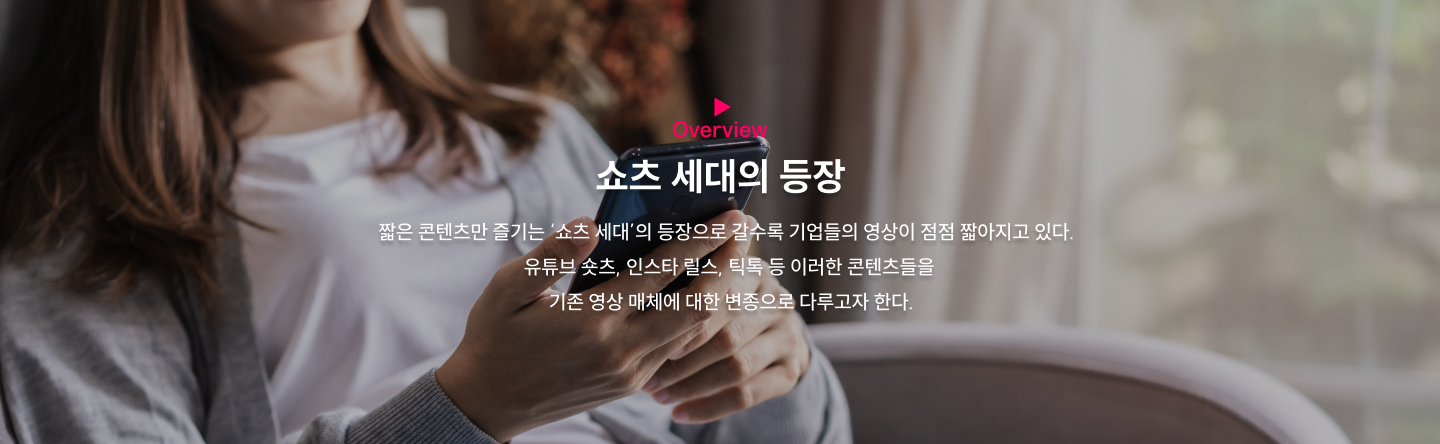 Overview
쇼츠 세대의 등장
짧은 콘텐츠만 즐기는 ‘쇼츠 세대’의 등장으로 갈수록 기업들의 영상이 점점 짧아지고 있다.
유튜브 숏츠, 인스타 릴스, 틱톡 등 이러한 콘텐츠들을
기존 영상 매체에 대한 변종으로 다루고자 한다.